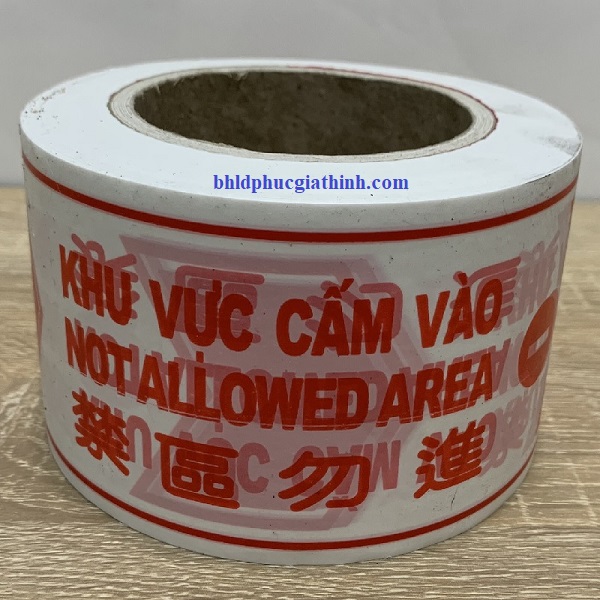 bhldphucgiathinh.com
KHU VỰC CẤM VÀO
NOT ALLOWED AREA
禁區勿進